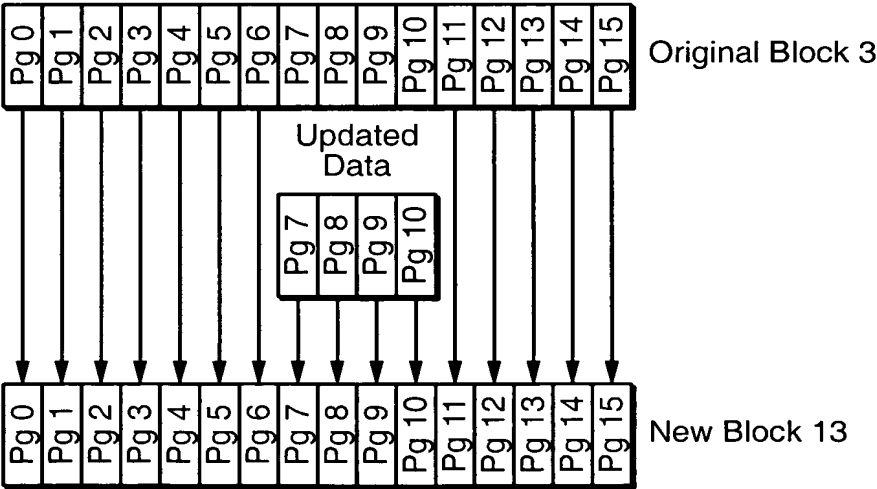 Pg 0 Pg 1 Pg 2 Pg 3 Pg 4 Pg 5 Pg 6 Pg 7 Pg 8 Pg 9 Pg 10 Pg 11 Pg 12 Pg 13 Pg 14 Pg 15 Original Block 3
Updated
Data
Pg 7 Pg 8 Pg 9 Pg 10
Pg 0 Pg 1 Pg 2 Pg 3 Pg 4 Pg 5 Pg 6 Pg 7 Pg 8 Pg 9 Pg 10 Pg 11 Pg 12 Pg 13 Pg 14 Pg 15 New Block 13